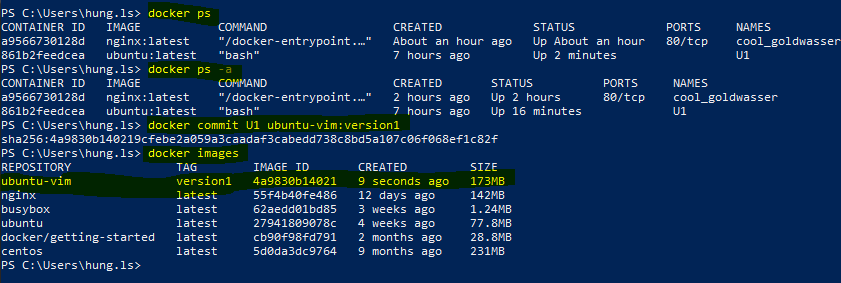 PS C:\Users\hung.ls> docker ps
CONTAINER ID   IMAGE           COMMAND                  CREATED             STATUS             PORTS     NAMES
a9566730128d   nginx:latest    "/docker-entrypoint.…"   About an hour ago   Up About an hour   80/tcp    cool_goldwasser
861b2feedcea   ubuntu:latest   "bash"                   7 hours ago         Up 2 minutes                 U1
PS C:\Users\hung.ls> docker ps -a
CONTAINER ID   IMAGE           COMMAND                  CREATED       STATUS          PORTS     NAMES
a9566730128d   nginx:latest    "/docker-entrypoint.…"   2 hours ago   Up 2 hours      80/tcp    cool_goldwasser
861b2feedcea   ubuntu:latest   "bash"                   7 hours ago   Up 16 minutes             U1
PS C:\Users\hung.ls> docker commit U1 ubuntu-vim:version1
sha256:4a9830b140219cfebe2a059a3caadaf3cabedd738c8bd5a107c06f068ef1c82f
PS C:\Users\hung.ls> docker images
REPOSITORY               TAG        IMAGE ID       CREATED         SIZE
ubuntu-vim               version1   4a9830b14021   9 seconds ago   173MB
nginx                    latest     55f4b40fe486   12 days ago     142MB
busybox                  latest     62aedd01bd85   3 weeks ago     1.24MB
ubuntu                   latest     27941809078c   4 weeks ago     77.8MB
docker/getting-started   latest     cb90f98fd791   2 months ago    28.8MB
centos                   latest     5d0da3dc9764   9 months ago    231MB
PS C:\Users\hung.ls>